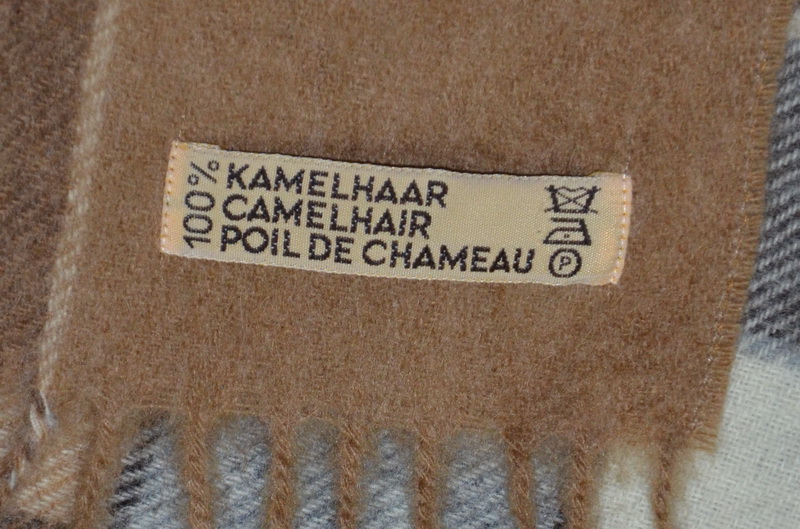 100%
KAMELHAAR
CAMELHAIR
POIL DE CHAMEAU
P